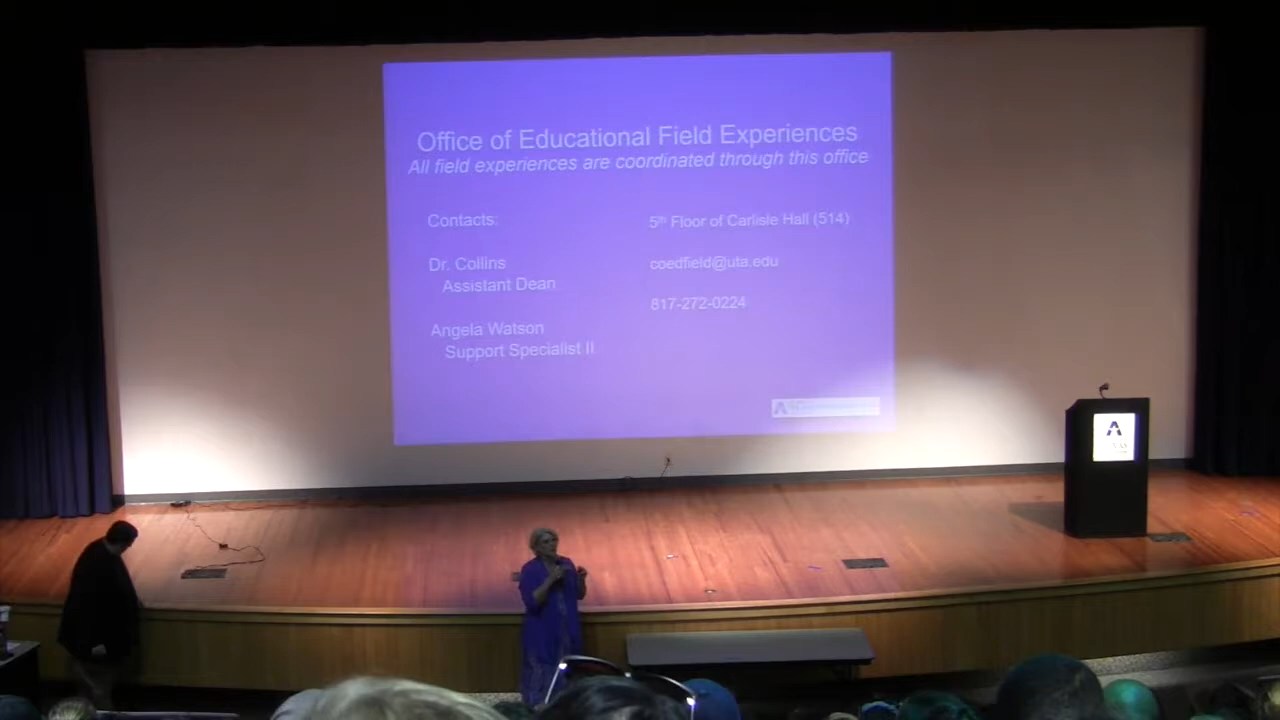 Office of Educational Field Experiences
All field experiences are coordinated through this office
Contacts:
5th Floor of Carlisle Hall (514)
Dr. Collins
Assistant Dean
coedfield@uta.edu
817-272-0224
Angela Watson
Support Specialist II